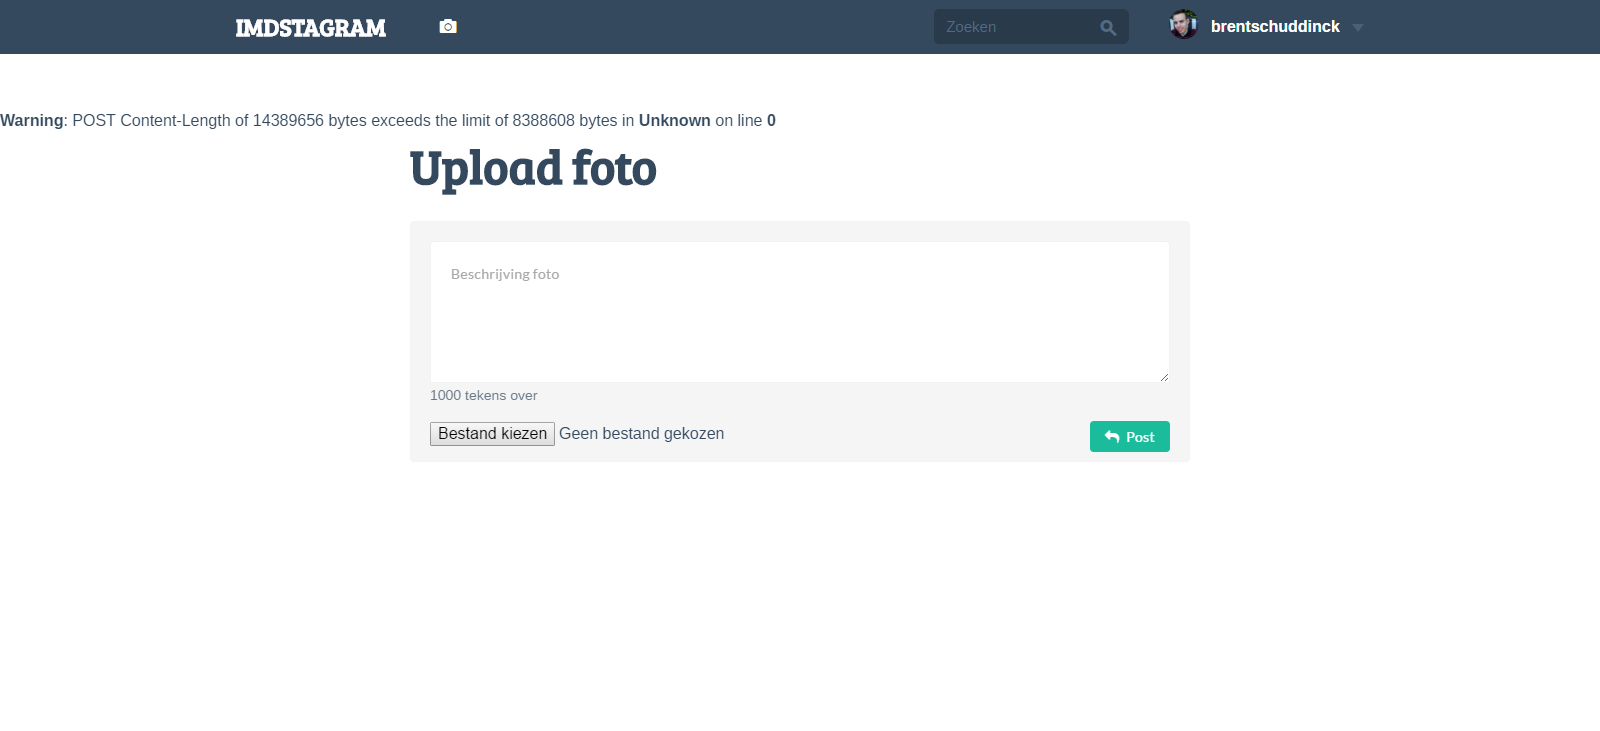 IMDSTAGRAM
Zoeken
brentschuddinck
Warning: POST Content-Length of 14389656 bytes exceeds the limit of 8388608 bytes in Unknown on line 0
Upload foto
Beschrijving foto
1000 tekens over
Bestand kiezen Geen bestand gekozen
Post